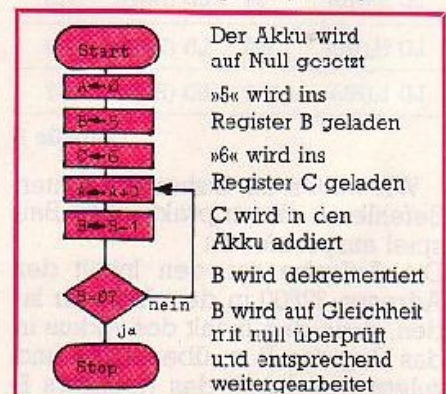 Start
A←0
B←5
C←6
B←B-1
B=0?
nein
ja
Stop
Der Akku wird
auf Null gesetzt
»5« wird ins
Register B geladen
»6« wird ins
Register C geladen
C wird in den
Akku addiert
B wird dekrementiert
B wird auf Gleichheit
mit null überprüft
und entsprechend
weitergearbeitet